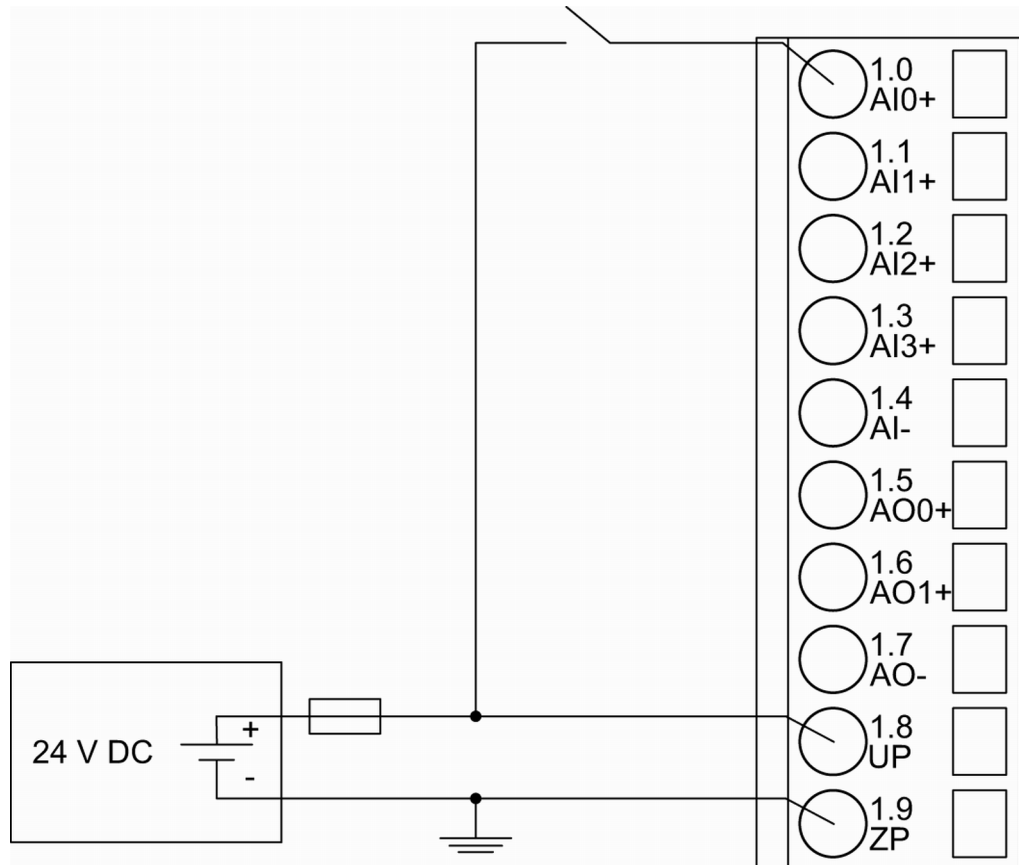 1.0
AI0+
1.1
AI1+
1.2
AI2+
1.3
AI3+
1.4
AI-
1.5
AO0+
1.6
AO1+
1.7
AO-
24 V DC
+
-
1.8
UP
1.9
ZP